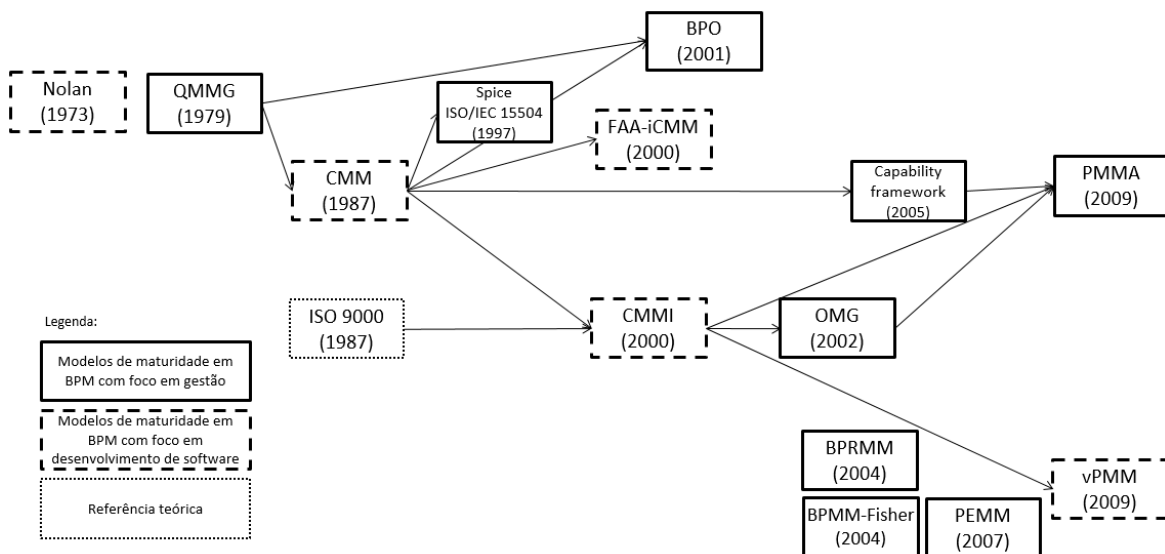 BPO
(2001)
Nolan
(1973)
QMMG
(1979)
Spice
ISO/IEC 15504
(1997)
FAA-iCMM
(2000)
CMM
(1987)
Capability
framework
(2005)
PMMA
(2009)
ISO 9000
(1987)
CMMI
(2000)
OMG
(2002)
Legenda:
Modelos de maturidade em
BPM com foco em gestão
Modelos de maturidade em
BPM com foco em
desenvolvimento de software
Referência teórica
BPRMM
(2004)
vPMM
(2009)
BPMM-Fisher
(2004)
PEMM
(2007)